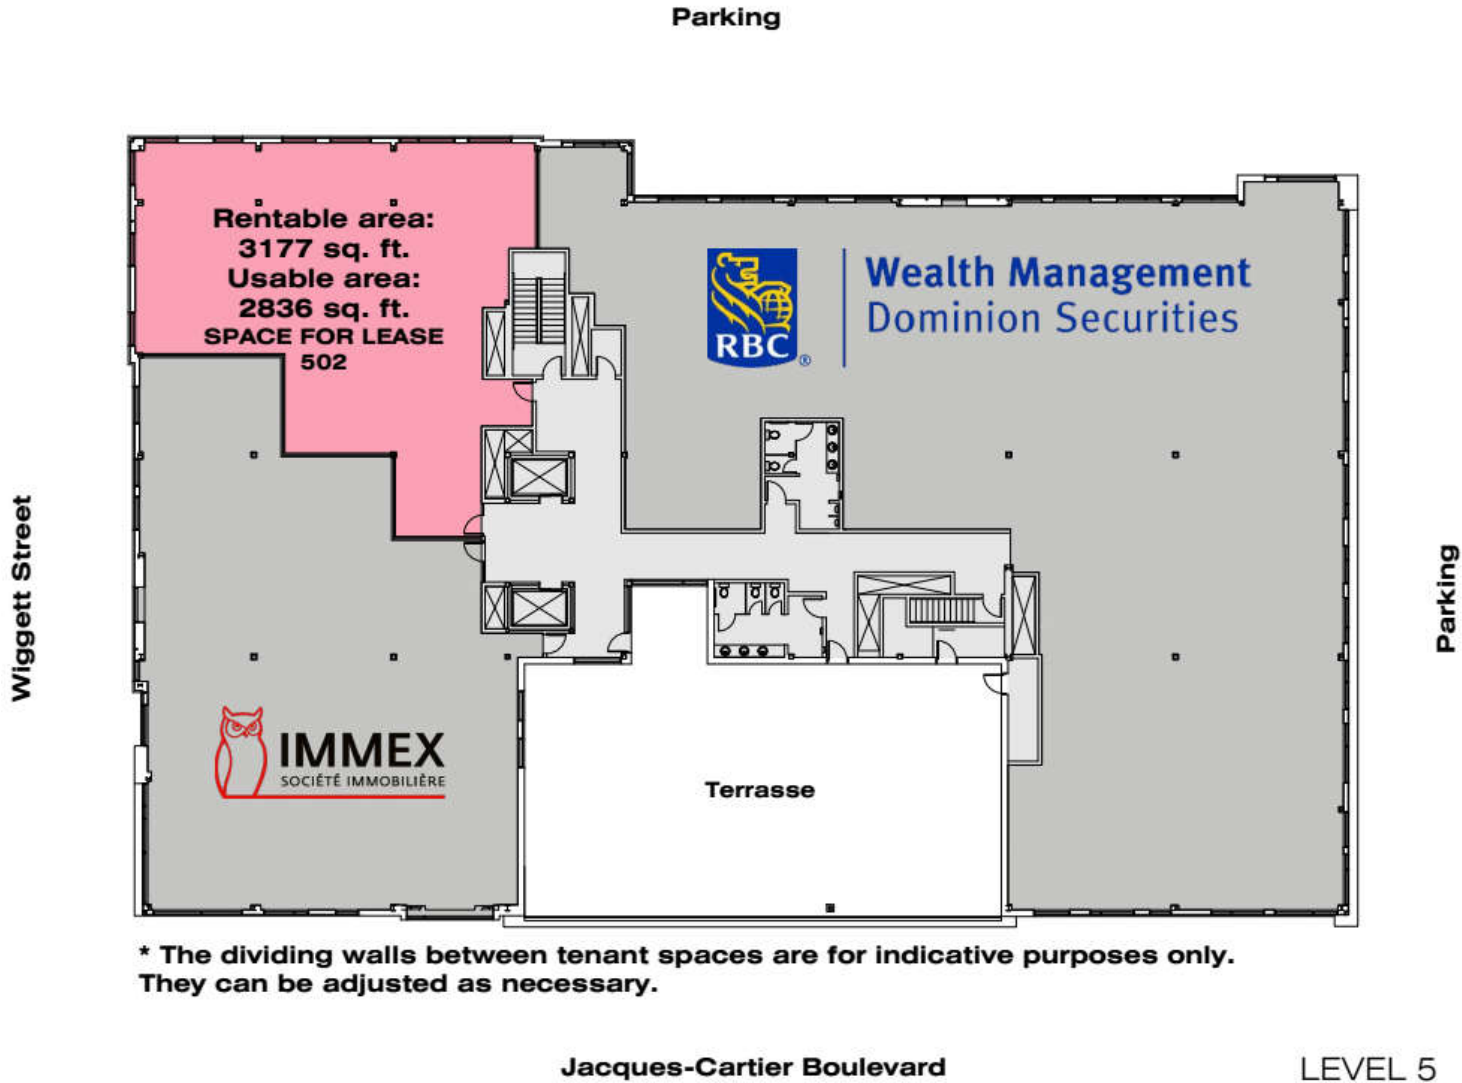 Parking
Rentable area:
3177 sq. ft.
Usable area:
2836 sq. ft.
SPACE FOR LEASE
502
RBC
®
Wealth Management
Dominion Securities
Wiggett Street
Parking
IMMEX
SOCIÉTÉ IMMOBILIÈRE
Terrasse
* The dividing walls between tenant spaces are for indicative purposes only.
They can be adjusted as necessary.
Jacques-Cartier Boulevard
LEVEL 5